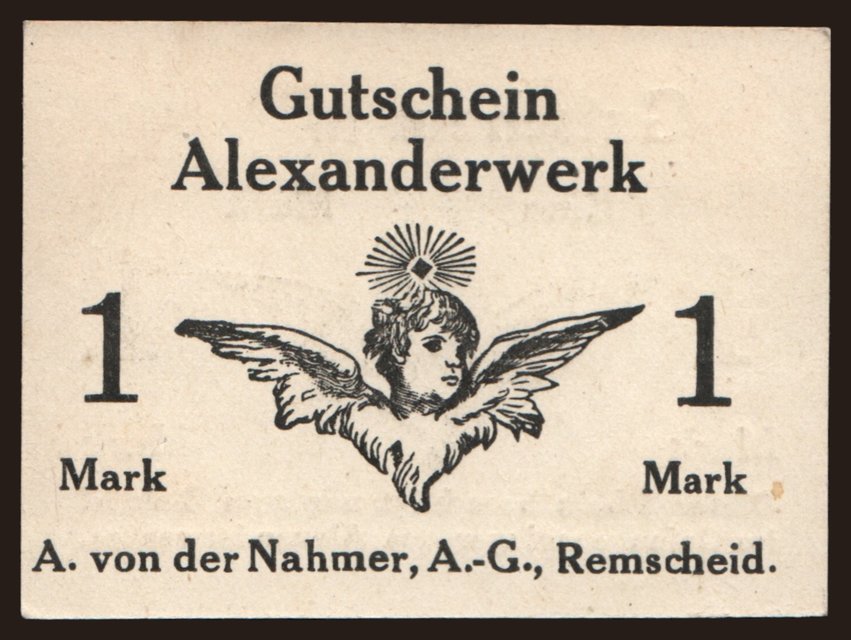 Gutschein
Alexanderwerk
1 1
Mark Mark
A. von der Nahmer, A.-G., Remscheid.